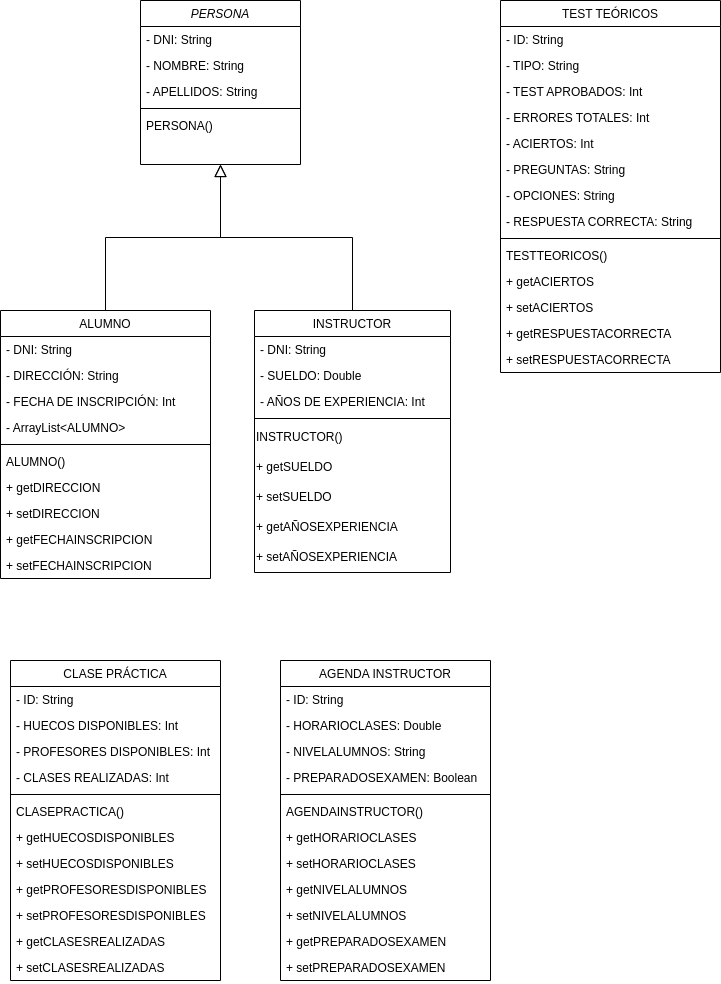 PERSONA
- DNI: String
- NOMBRE: String
- APELLIDOS: String
PERSONA()
TEST TEÓRICOS
- ID: String
- TIPO: String
- TEST APROBADOS: Int
- ERRORES TOTALES: Int
- ACIERTOS: Int
- PREGUNTAS: String
- OPCIONES: String
- RESPUESTA CORRECTA: String
TESTTEORICOS()
+ getACIERTOS
+ setACIERTOS
+ getRESPUESTACORRECTA
+ setRESPUESTACORRECTA
ALUMNO
- DNI: String
- DIRECCIÓN: String
- FECHA DE INSCRIPCIÓN: Int
- ArrayList<ALUMNO>
ALUMNO()
+ getDIRECCION
+ setDIRECCION
+ getFECHAINSCRIPCION
+ setFECHAINSCRIPCION
INSTRUCTOR
- DNI: String
- SUELDO: Double
- AÑOS DE EXPERIENCIA: Int
INSTRUCTOR()
+ getSUELDO
+ setSUELDO
+ getAÑOSEXPERIENCIA
+ setAÑOSEXPERIENCIA
CLASE PRÁCTICA
- ID: String
- HUECOS DISPONIBLES: Int
- PROFESORES DISPONIBLES: Int
- CLASES REALIZADAS: Int
CLASEPRACTICA()
+ getHUECOSDISPONIBLES
+ setHUECOSDISPONIBLES
+ getPROFESORESDISPONIBLES
+ setPROFESORESDISPONIBLES
+ getCLASESREALIZADAS
+ setCLASESREALIZADAS
AGENDA INSTRUCTOR
- ID: String
- HORARIOCLASES: Double
- NIVELALUMNOS: String
- PREPARADOSEXAMEN: Boolean
AGENDAINSTRUCTOR()
+ getHORARIOCLASES
+ setHORARIOCLASES
+ getNIVELALUMNOS
+ setNIVELALUMNOS
+ getPREPARADOSEXAMEN
+ setPREPARADOSEXAMEN